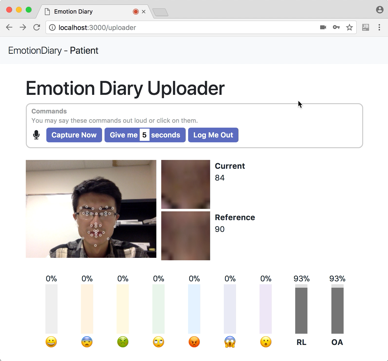 Emotion Diary
localhost:3000/uploader
EmotionDiary - Patient
Emotion Diary Uploader
Commands
You may say these commands out loud or click on them.
Capture Now Give me 5 seconds Log Me Out
Current
84
Reference
90
0% 0% 0% 0% 0% 0% 0% 93% 93%
RL OA